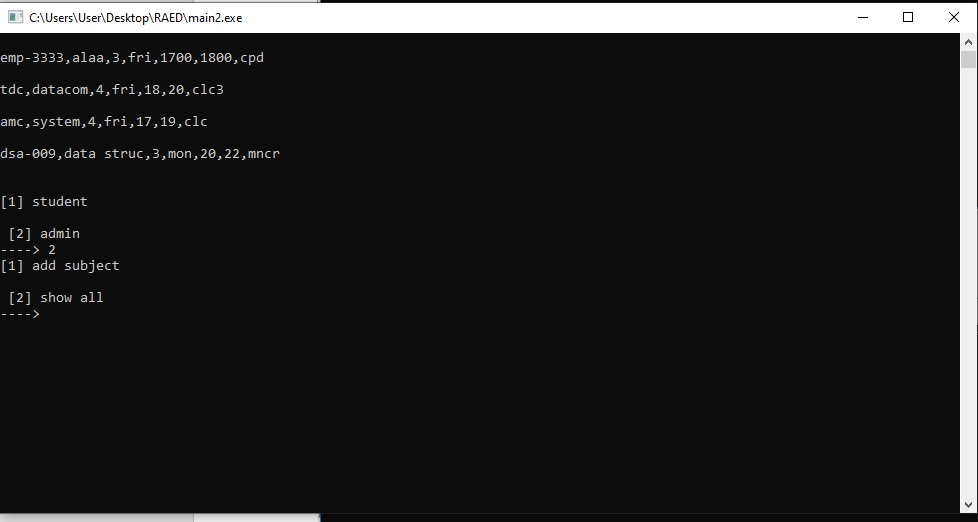 C:\Users\User\Desktop\RAED\main2.exe
emp-3333,alaa,3,fri,1700,1800,cpd
tdc,datacom,4,fri,18,20,clc3
amc,system,4,fri,17,19,clc
dsa-009,data struc,3,mon,20,22,mncr
[1] student
[2] admin
----> 2
[1] add subject
[2] show all
---->